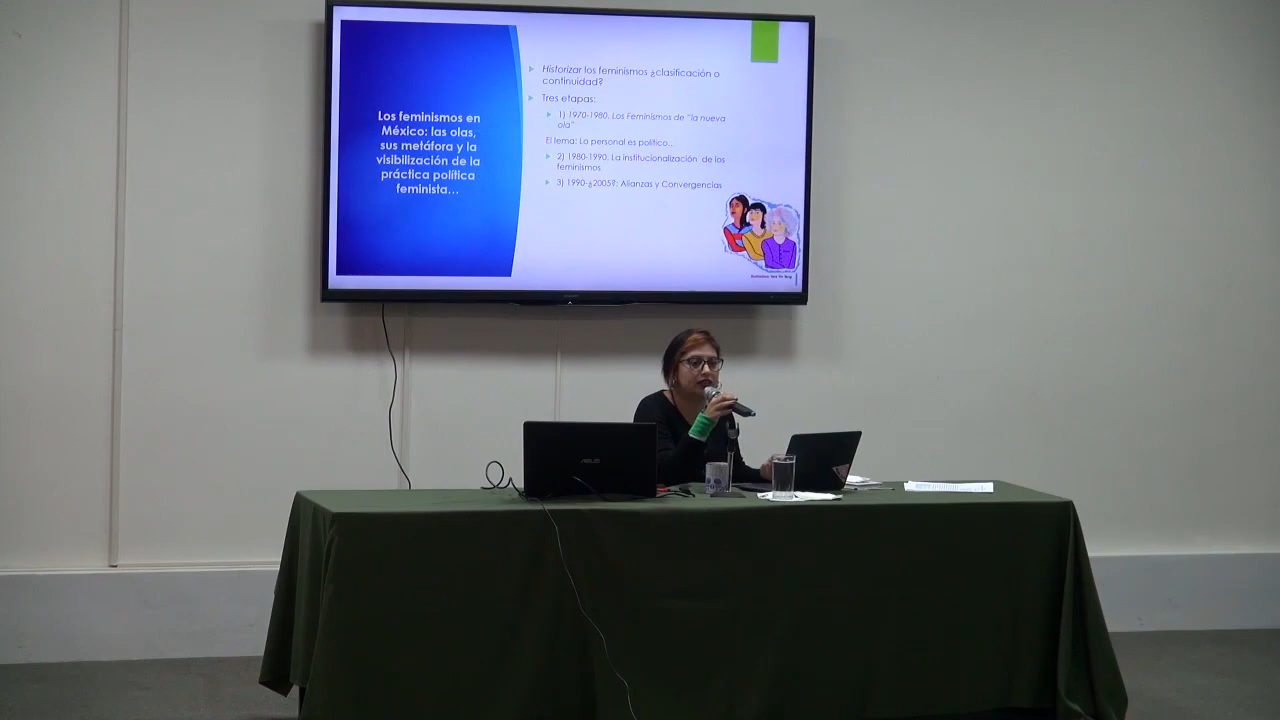 Los feminismos en
México: las olas,
sus metáfora y la
visibilización de la
práctica política
feminista...
Historizar los feminismos ¿clasificación o
continuidad?
Tres etapas:
1) 1970-1980. Los Feminismos de "la nueva
ola"
El lema: Lo personal es político...
2) 1980-1990. La institucionalización de los
feminismos
3) 1990-¿2005?: Alianzas y Convergencias
ASUS